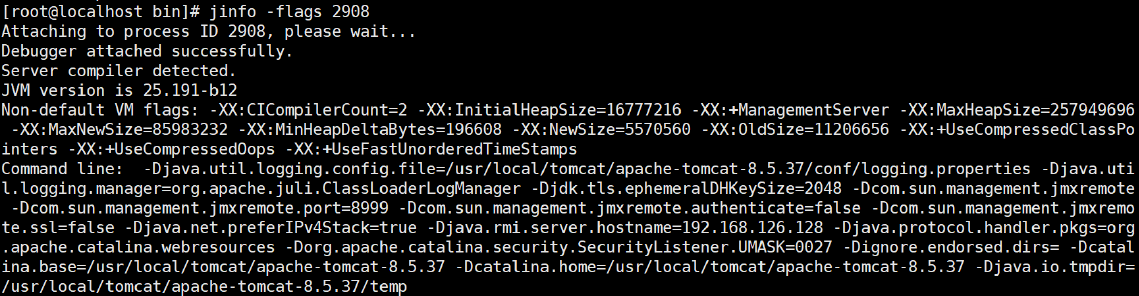 [root@localhost bin]# jinfo -flags 2908
Attaching to process ID 2908, please wait...
Debugger attached successfully.
Server compiler detected.
JVM version is 25.191-b12
Non-default VM flags: -XX:CICompilerCount=2 -XX:InitialHeapSize=16777216 -XX:+ManagementServer -XX:MaxHeapSize=257949696
 -XX:MaxNewSize=85983232 -XX:MinHeapDeltaBytes=196608 -XX:NewSize=5570560 -XX:OldSize=11206656 -XX:+UseCompressedClassPo
inters -XX:+UseCompressedOops -XX:+UseFastUnorderedTimeStamps
Command line:  -Djava.util.logging.config.file=/usr/local/tomcat/apache-tomcat-8.5.37/conf/logging.properties -Djava.uti
l.logging.manager=org.apache.juli.ClassLoaderLogManager -Djdk.tls.ephemeralDHKeySize=2048 -Dcom.sun.management.jmxremote
 -Dcom.sun.management.jmxremote.port=8999 -Dcom.sun.management.jmxremote.authenticate=false -Dcom.sun.management.jmxremo
te.ssl=false -Djava.net.preferIPv4Stack=true -Djava.rmi.server.hostname=192.168.126.128 -Djava.protocol.handler.pkgs=org
.apache.catalina.webresources -Dorg.apache.catalina.security.SecurityListener.UMASK=0027 -Dignore.endorsed.dirs= -Dcatal
ina.base=/usr/local/tomcat/apache-tomcat-8.5.37 -Dcatalina.home=/usr/local/tomcat/apache-tomcat-8.5.37 -Djava.io.tmpdir=
/usr/local/tomcat/apache-tomcat-8.5.37/temp